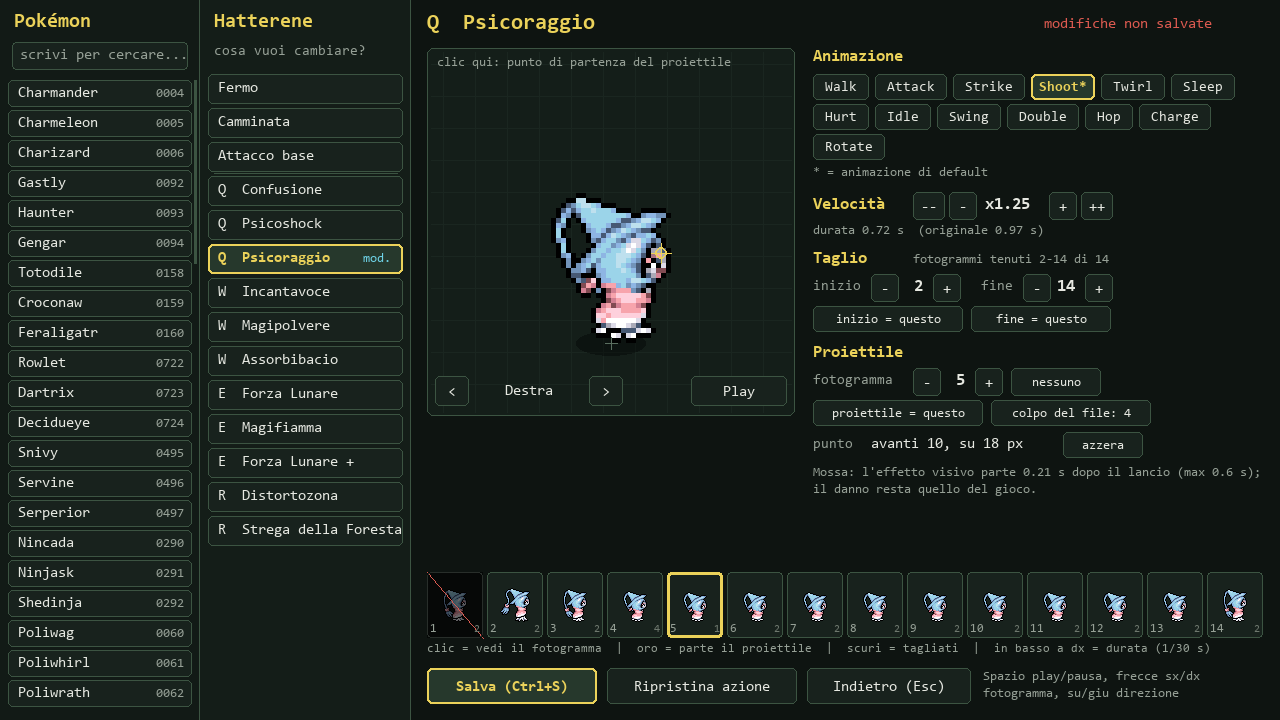 Pokémon
scrivi per cercare...
Charmander 0004
Charmeleon 0005
Charizard 0006
Gastly 0092
Haunter 0093
Gengar 0094
Totodile 0158
Croconaw 0159
Feraligatr 0160
Rowlet 0722
Dartrix 0723
Decidueye 0724
Snivy 0495
Servine 0496
Serperior 0497
Nincada 0290
Ninjask 0291
Shedinja 0292
Poliwag 0060
Poliwhirl 0061
Poliwrath 0062
Hatterene
cosa vuoi cambiare?
Fermo
Camminata
Attacco base
Q Confusione
Q Psicoshock
Q Psicoraggio mod.
W Incantavoce
W Magipolvere
W Assorbibacio
E Forza Lunare
E Magifiamma
E Forza Lunare +
R Distortozona
R Strega della Foresta
Q Psicoraggio
modifiche non salvate
clic qui: punto di partenza del proiettile
< Destra > Play
Animazione
Walk Attack Strike Shoot* Twirl Sleep
Hurt Idle Swing Double Hop Charge
Rotate
* = animazione di default
Velocità -- - x1.25 + ++
durata 0.72 s (originale 0.97 s)
Taglio fotogrammi tenuti 2-14 di 14
inizio - 2 + fine - 14 +
inizio = questo fine = questo
Proiettile
fotogramma - 5 + nessuno
proiettile = questo colpo del file: 4
punto avanti 10, su 18 px azzera
Mossa: l'effetto visivo parte 0.21 s dopo il lancio (max 0.6 s);
il danno resta quello del gioco.
1 2 2 2 3 2 4 4 5 1 6 2 7 2 8 2 9 2 10 2 11 2 12 2 13 2 14 2
clic = vedi il fotogramma | oro = parte il proiettile | scuri = tagliati | in basso a dx = durata (1/30 s)
Salva (Ctrl+S) Ripristina azione Indietro (Esc)
Spazio play/pausa, frecce sx/dx
fotogramma, su/giu direzione